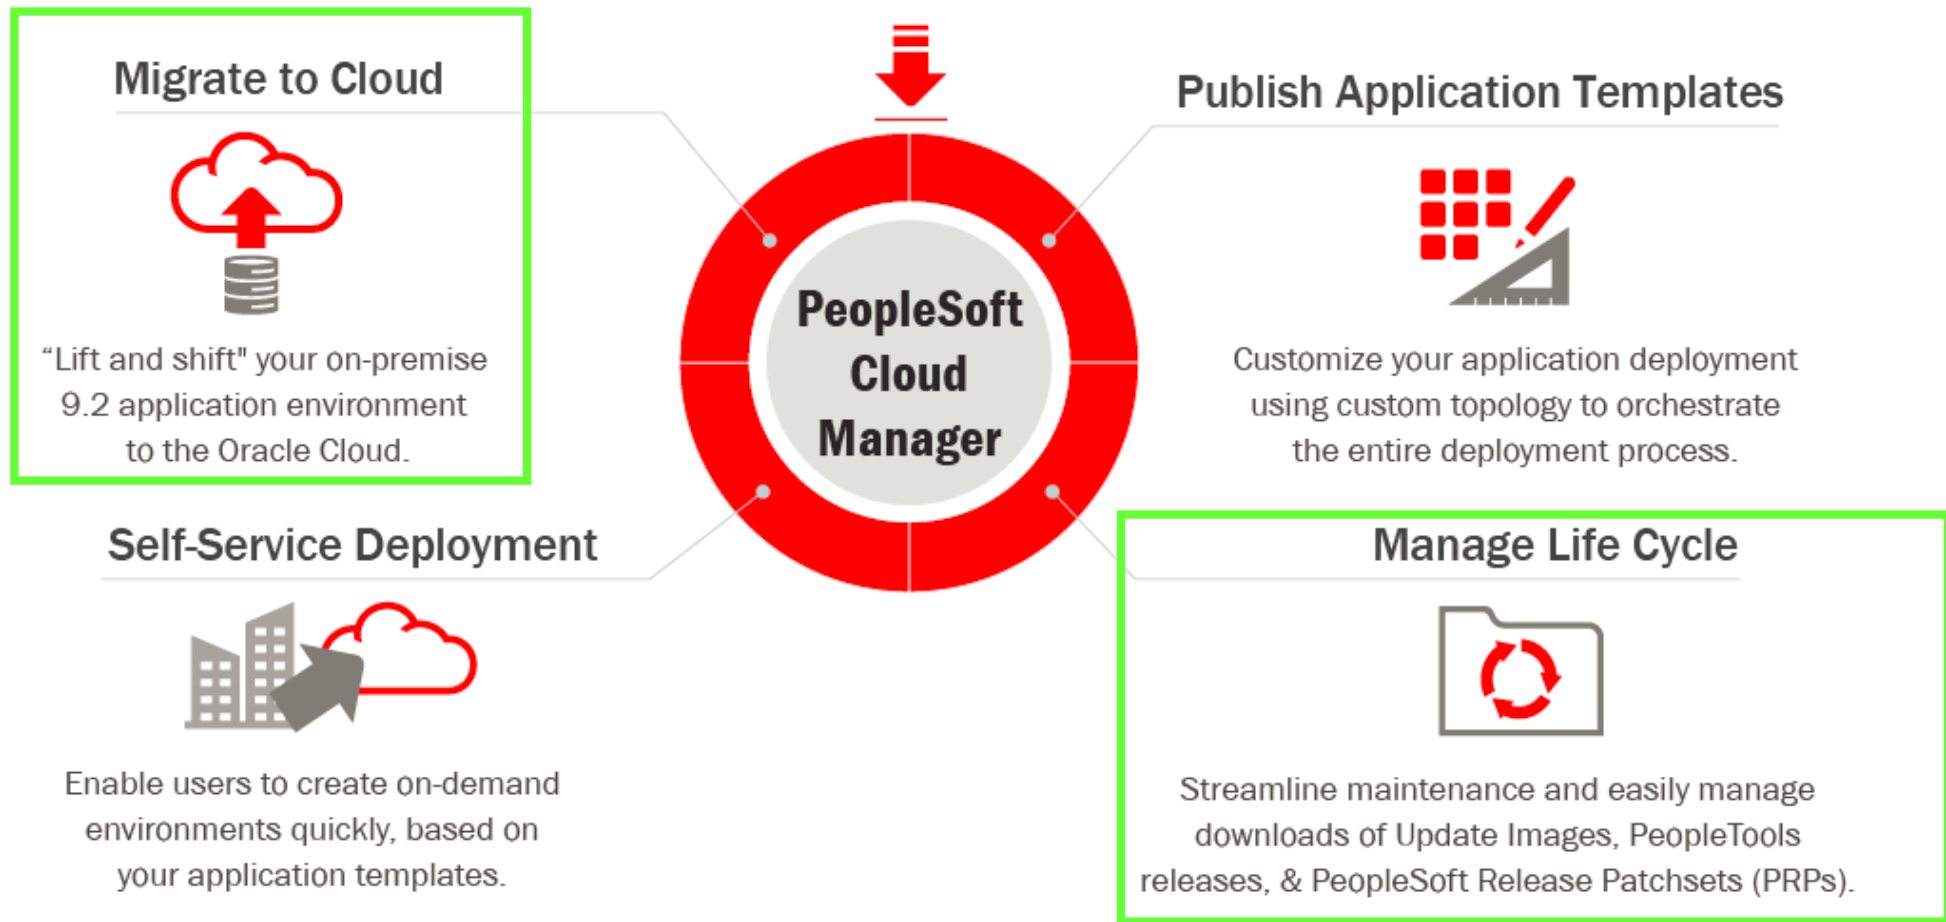 Migrate to Cloud
“Lift and shift" your on-premise
9.2 application environment
to the Oracle Cloud.
Publish Application Templates
Customize your application deployment
using custom topology to orchestrate
the entire deployment process.
PeopleSoft
Cloud
Manager
Self-Service Deployment
Enable users to create on-demand
environments quickly, based on
your application templates.
Manage Life Cycle
Streamline maintenance and easily manage
downloads of Update Images, PeopleTools
releases, & PeopleSoft Release Patchsets (PRPs).